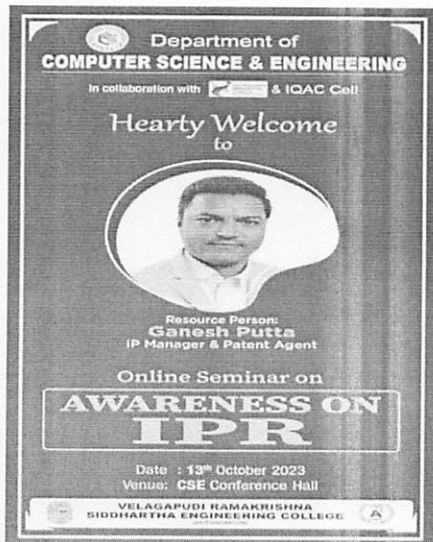 Department of
COMPUTER SCIENCE & ENGINEERING
In collaboration with & IQAC Cell
Hearty Welcome
to
Resource Person:
Ganesh Putta
IP Manager & Patent Agent
Online Seminar on
AWARENESS ON
IPR
Date : 13th October 2023
Venue: CSE Conference Hall
VELAGAPUDI RAMAKRISHNA
SIDDHARTHA ENGINEERING COLLEGE